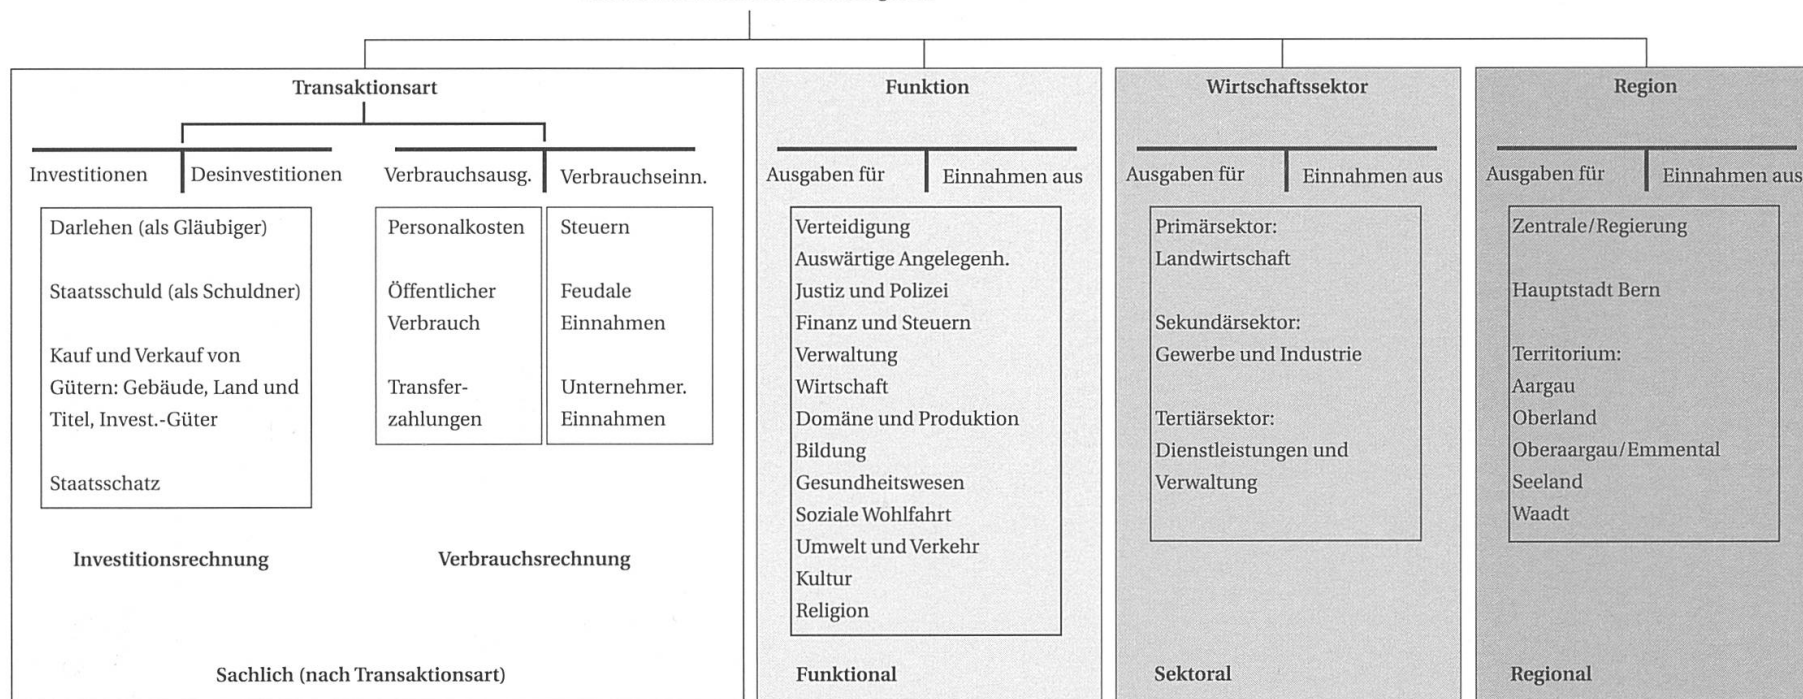 Transaktionsart
Investitionen
Desinvestitionen
Verbrauchsausg.
Verbrauchseinn.
Darlehen (als Gläubiger)
Staatsschuld (als Schuldner)
Kauf und Verkauf von
Gütern: Gebäude, Land und
Titel, Invest.-Güter
Staatsschatz
Investitionsrechnung
Personalkosten
Öffentlicher
Verbrauch
Transfer-
zahlungen
Steuern
Feudale
Einnahmen
Unternehmer.
Einnahmen
Verbrauchsrechnung
Sachlich (nach Transaktionsart)
Funktion
Ausgaben für
Einnahmen aus
Verteidigung
Auswärtige Angelegenh.
Justiz und Polizei
Finanz und Steuern
Verwaltung
Wirtschaft
Domäne und Produktion
Bildung
Gesundheitswesen
Soziale Wohlfahrt
Umwelt und Verkehr
Kultur
Religion
Funktional
Wirtschaftssektor
Ausgaben für
Einnahmen aus
Primärsektor:
Landwirtschaft
Sekundärsektor:
Gewerbe und Industrie
Tertiärsektor:
Dienstleistungen und
Verwaltung
Sektoral
Region
Ausgaben für
Einnahmen aus
Zentrale/Regierung
Hauptstadt Bern
Territorium:
Aargau
Oberland
Oberaargau/Emmental
Seeland
Waadt
Regional